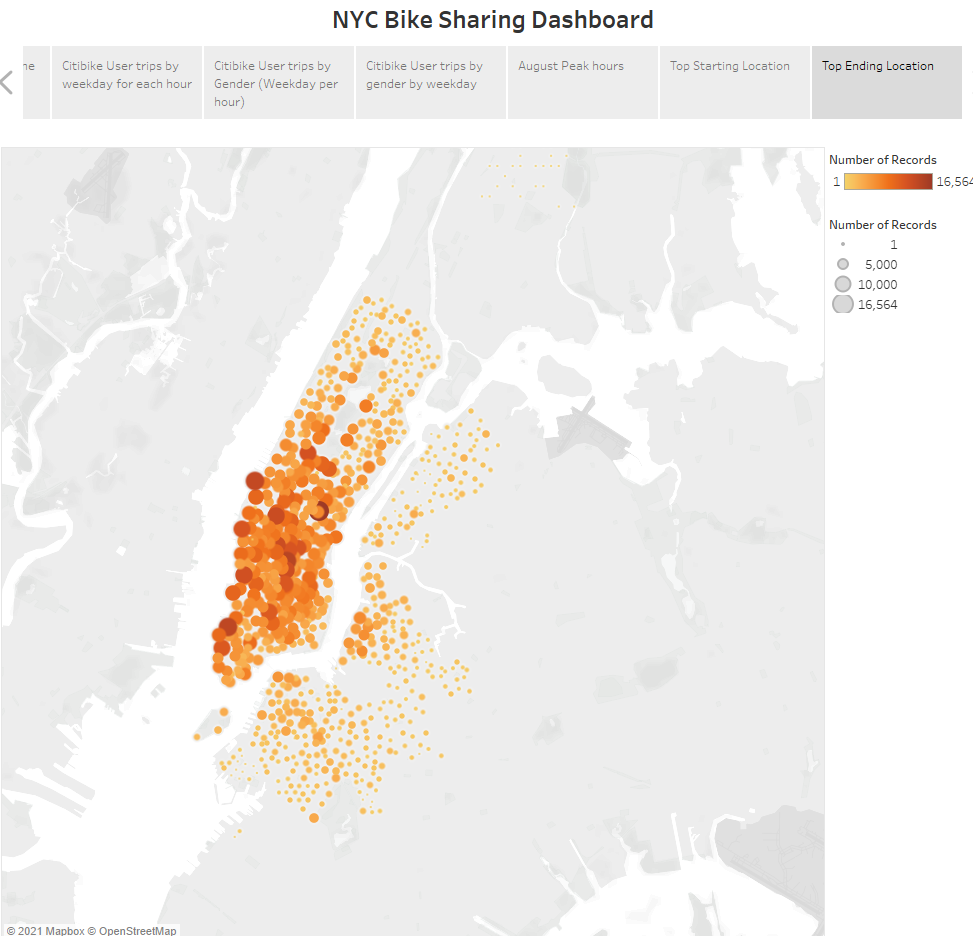 NYC Bike Sharing Dashboard
ne
Citibike User trips by
weekday for each hour
Citibike User trips by
Gender (Weekday per
hour)
Citibike User trips by
gender by weekday
August Peak hours
Top Starting Location
Top Ending Location
Number of Records
1
16,564
Number of Records
1
5,000
10,000
16,564
© 2021 Mapbox © OpenStreetMap